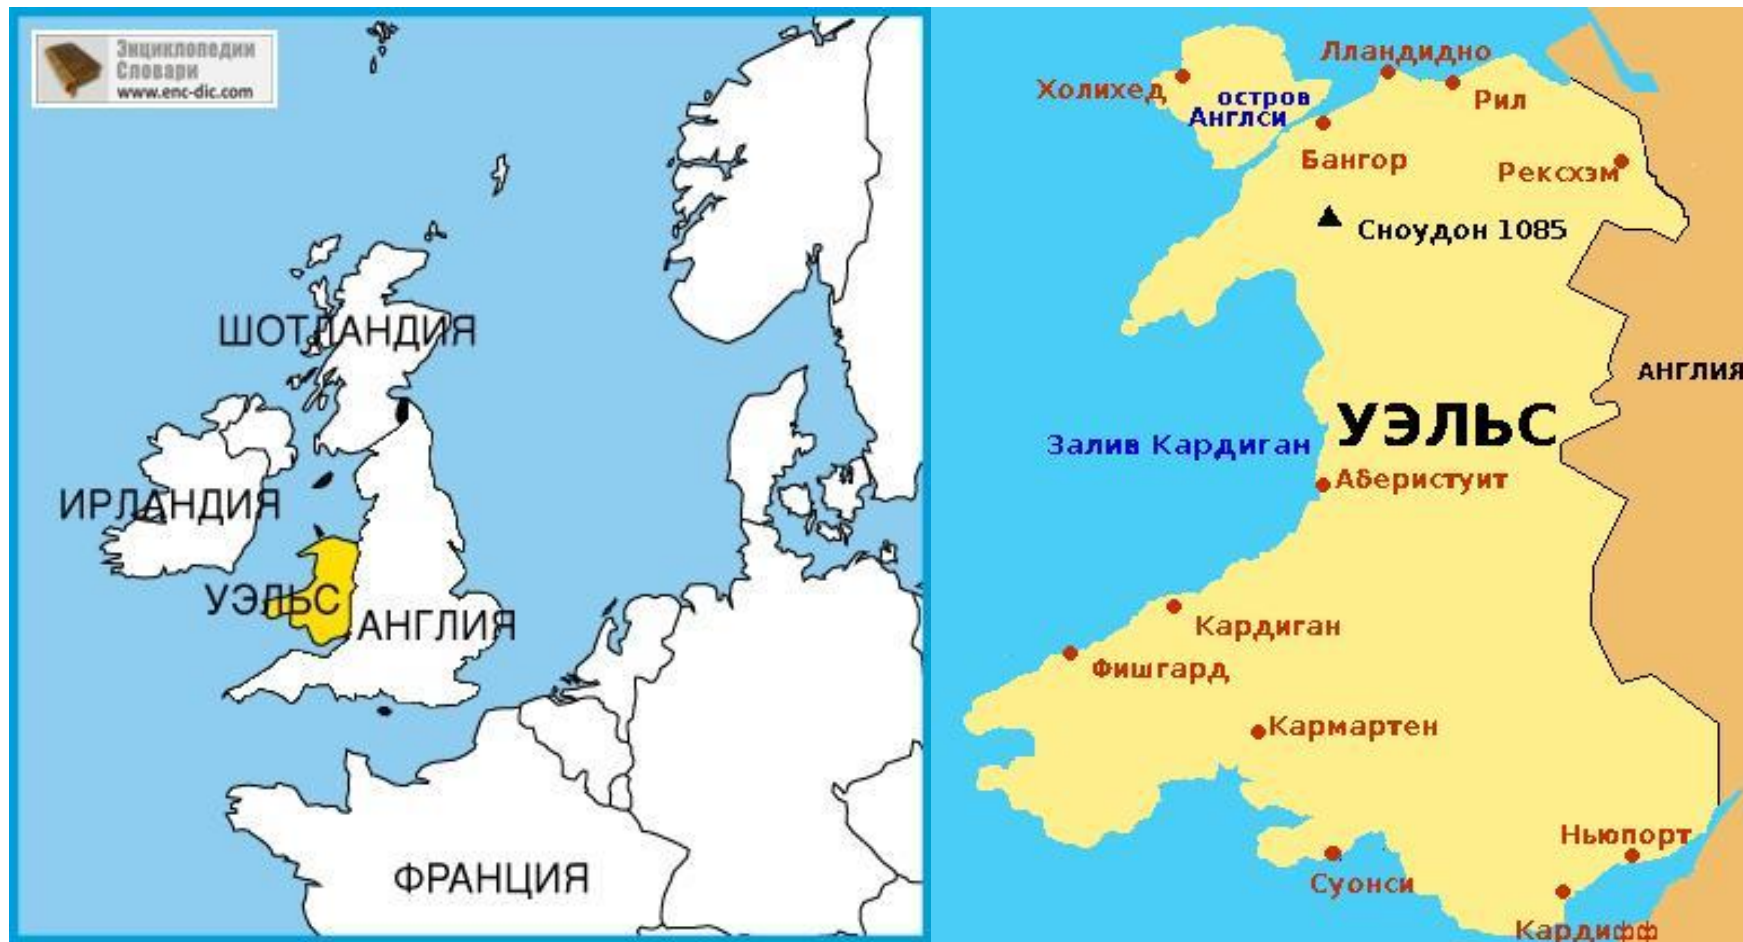 Энциклопедии
Словари
www.enc-dic.com
ШОТЛАНДИЯ
ИРЛАНДИЯ
УЭЛЬС
АНГЛИЯ
ФРАНЦИЯ
Лландидно
Холихед
остров
Англси
Рил
Бангор
Рексхэм
Сноудон 1085
АНГЛИЯ
УЭЛЬС
Залив Кардиган
Аберистуит
Кардиган
Фишгард
Кармартен
Ньюпорт
Суонси
Кардифф